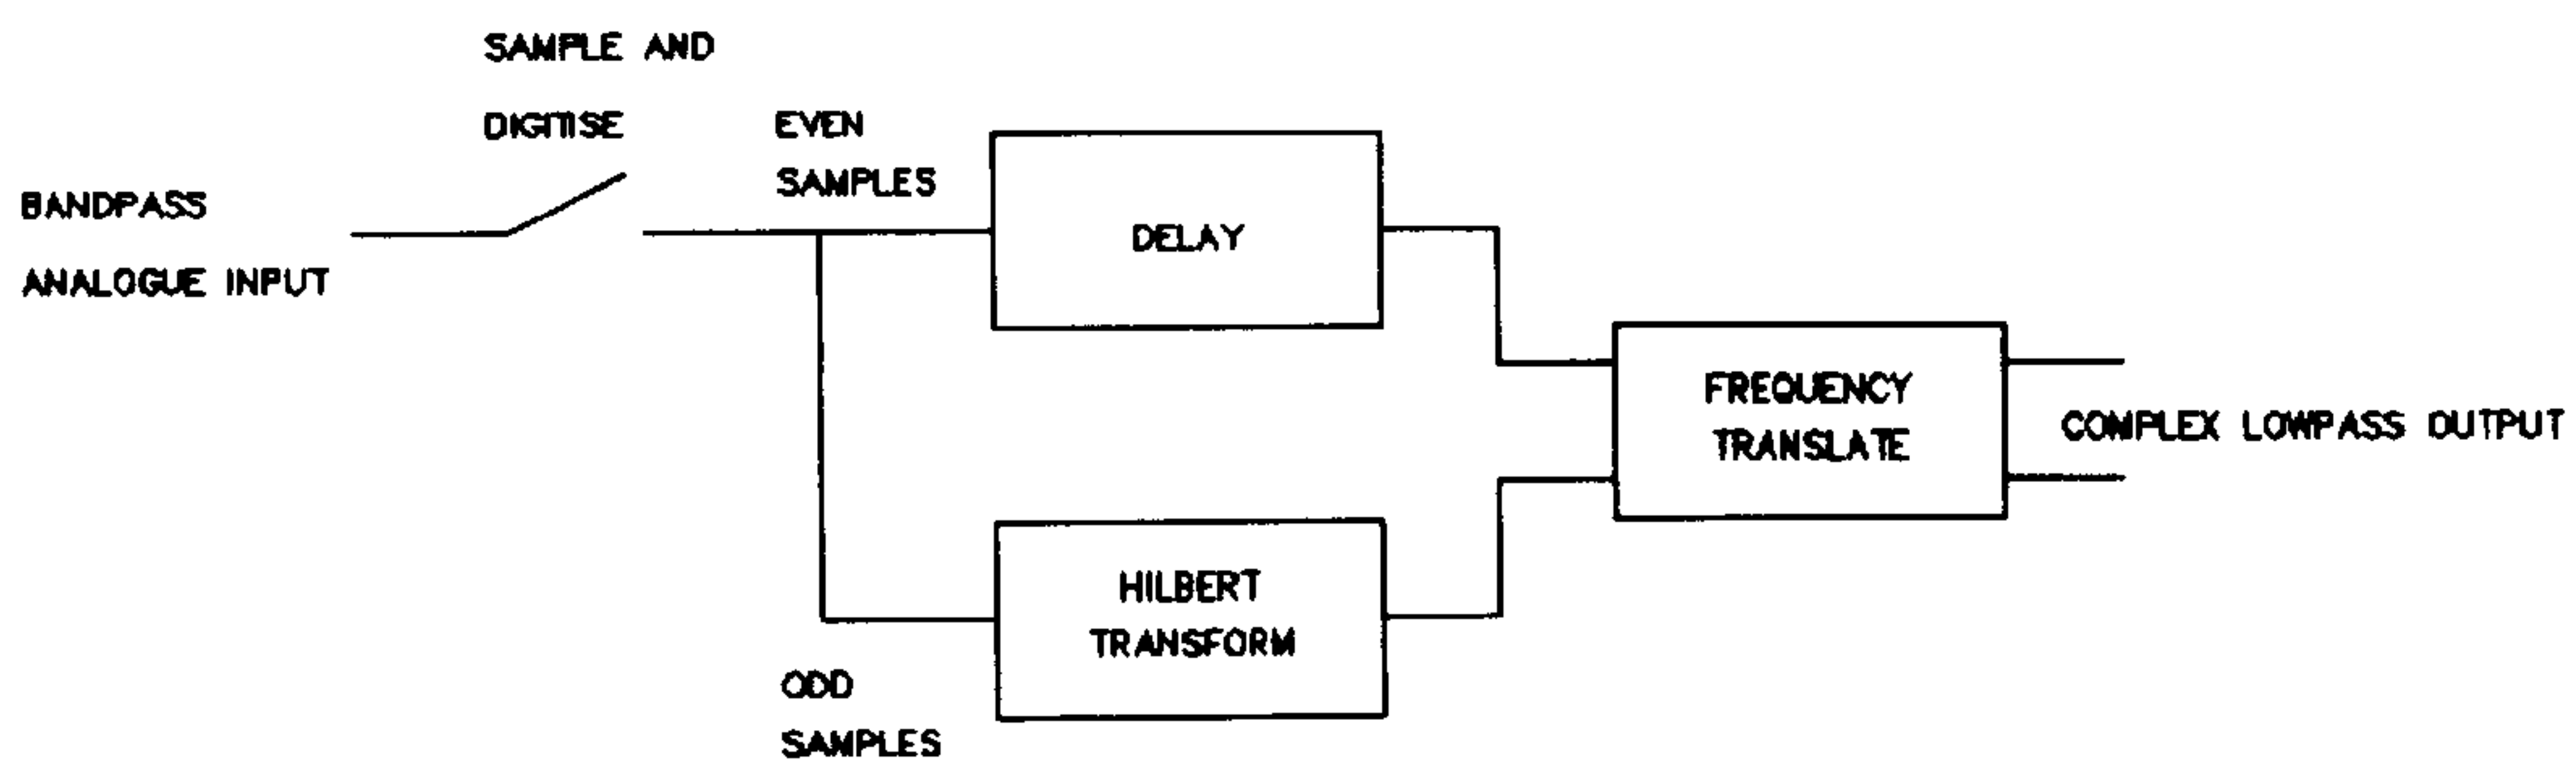 SAMPLE AND
DIGITISE
EVEN
SAMPLES
BANDPASS
ANALOGUE INPUT
DELAY
FREQUENCY
TRANSLATE
COMPLEX LOWPASS OUTPUT
HILBERT
TRANSFORM
ODD
SAMPLES